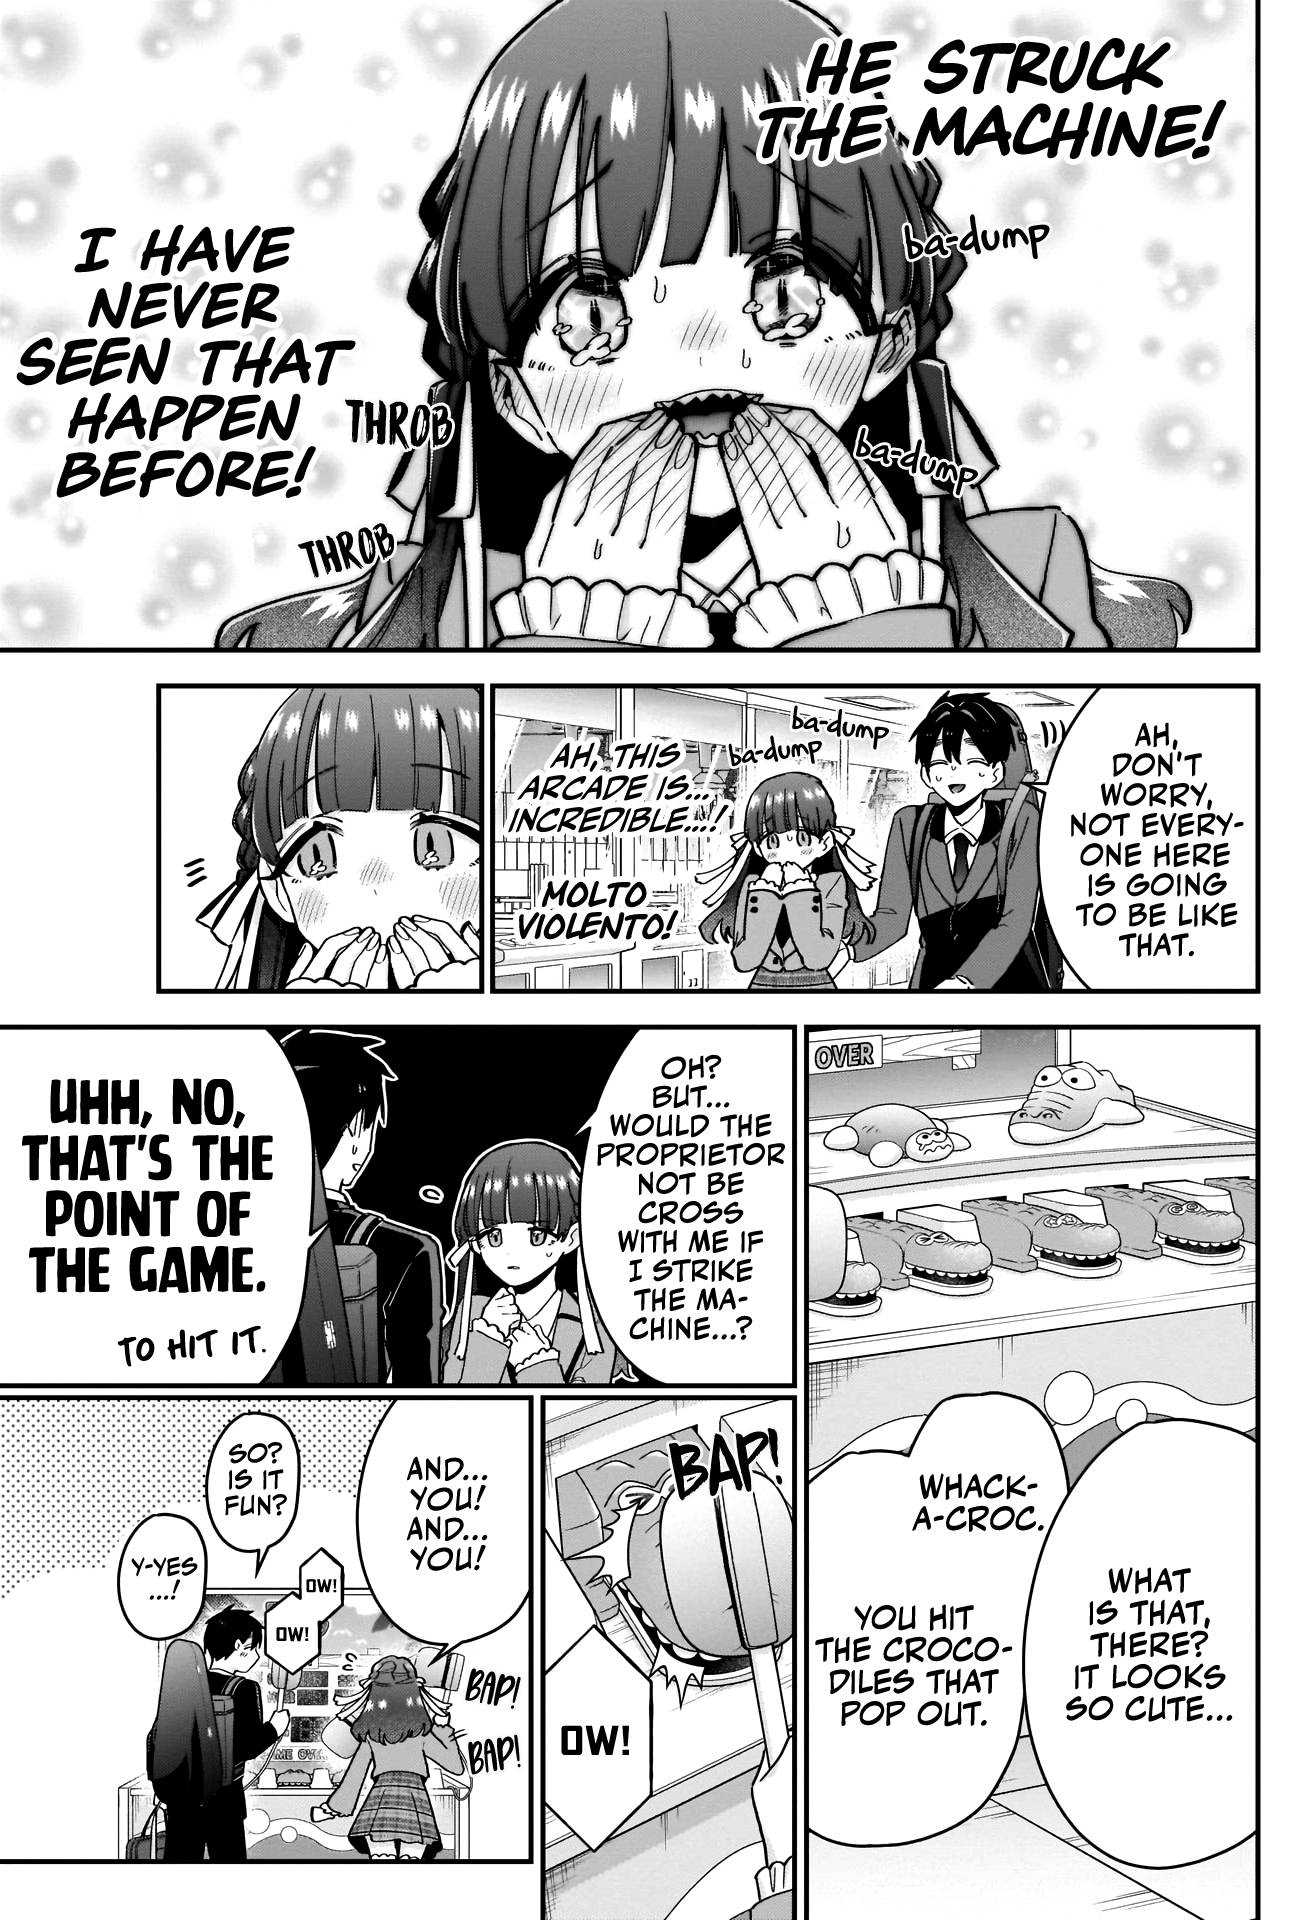 HE STRUCK
THE MACHINE!
ba-dump
I HAVE
NEVER
SEEN THAT
HAPPEN
BEFORE!
THROB
ba-dump
THROB
AH,
DON'T
WORRY,
NOT EVERY-
ONE HERE
IS GOING
TO BE LIKE
THAT.
ba-dump
ba-dump
AH, THIS
ARCADE IS...
INCREDIBLE...!
MOLTO
VIOLENTO!
OVER
WHAT
IS THAT,
THERE?
IT LOOKS
SO CUTE...
WHACK-
A-CROC.
YOU HIT
THE CROCO-
DILES THAT
POP OUT.
OH?
BUT...
WOULD THE
PROPRIETOR
NOT BE
CROSS
WITH ME IF
I STRIKE
THE MA-
CHINE...?
UHH, NO,
THAT'S THE
POINT OF
THE GAME.
TO HIT IT.
BAP!
OW!
AND...
YOU!
AND...
YOU!
SO?
IS IT
FUN?
Y-YES
...!
OW!
OW!
BAP!
BAP!
GAME OVER